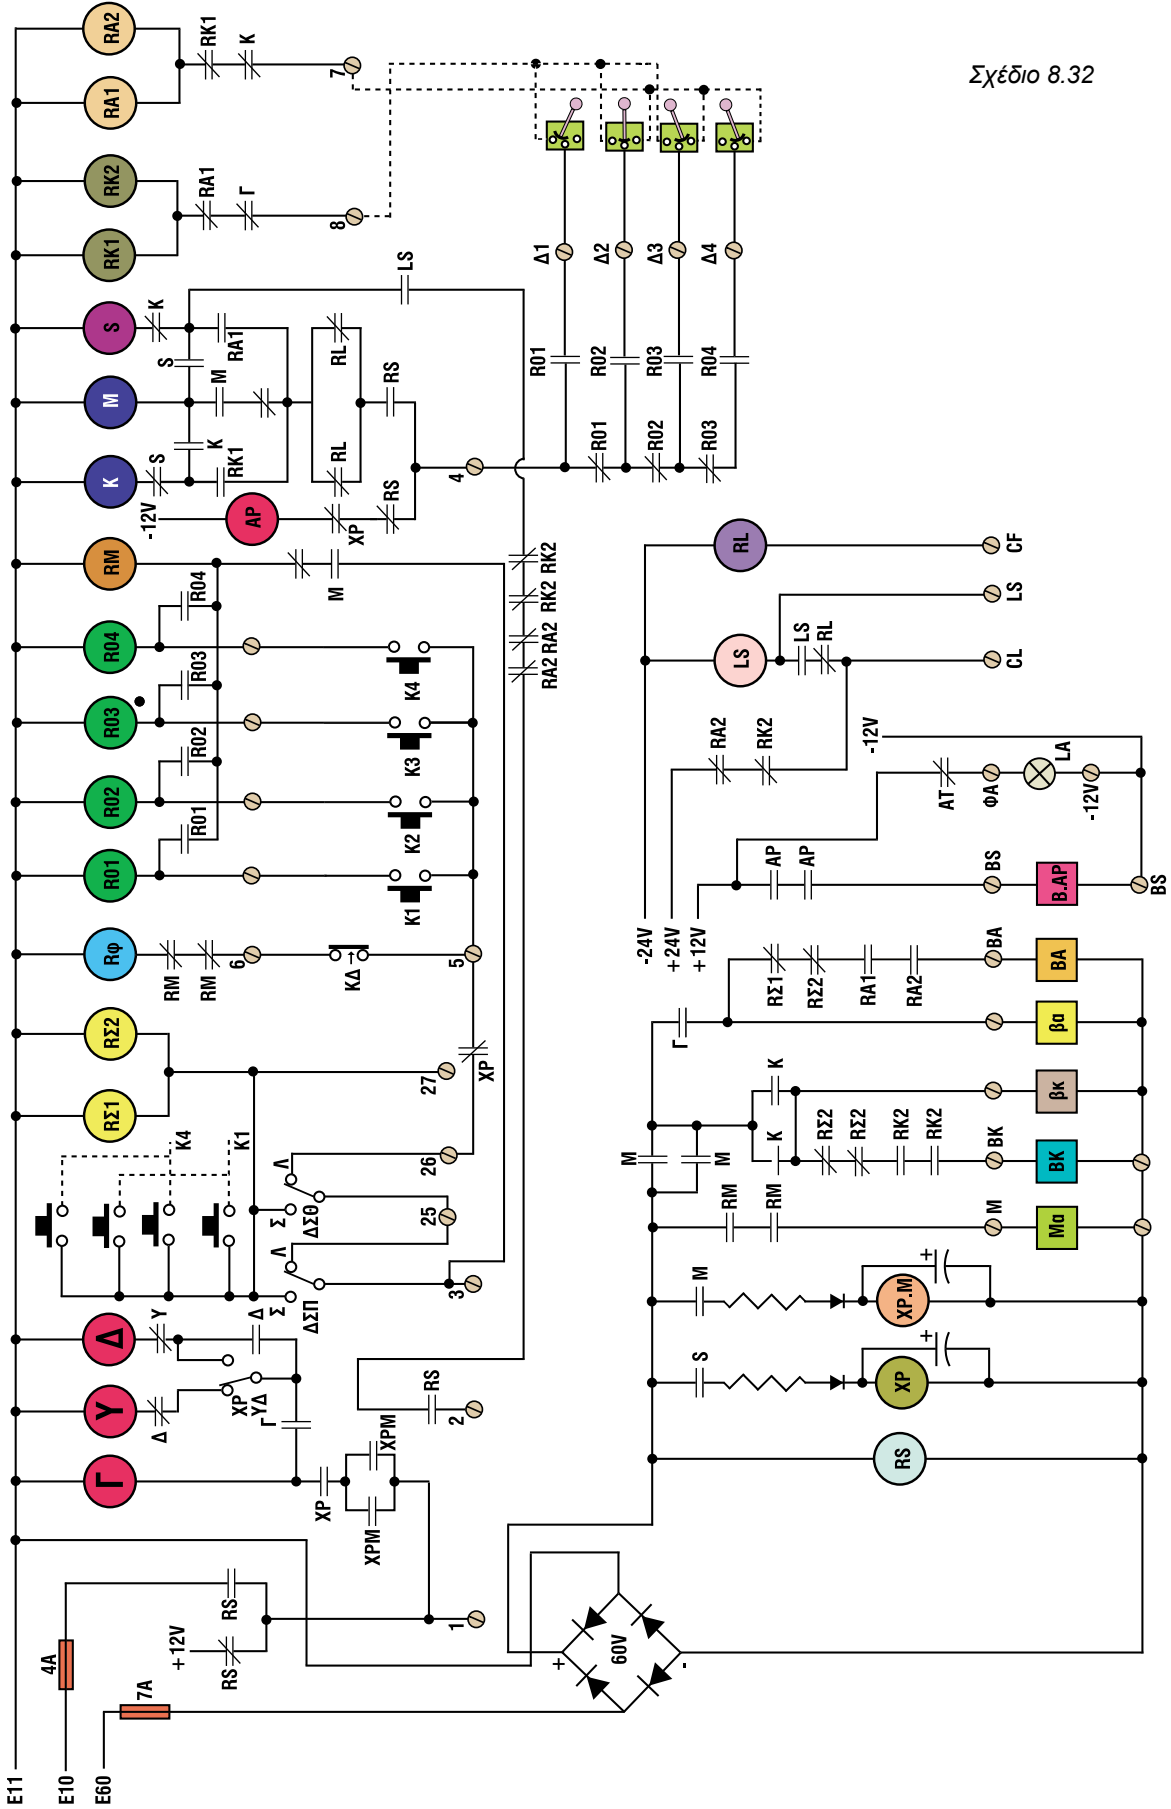 Σχέδιο 8.32
RA2
RA1
RK1
K
7
RK2
RK1
RA1
Γ
8
S
M
K
K
S
S
K
M
RA1
RK1
LS
RL
RL
RS
RS
-12V
AP
XP
4
Δ1
Δ2
Δ3
Δ4
R01
R02
R03
R04
R01
R02
R03
RM
M
R04
R03
R02
R01
R04
R03
R02
R01
K4
K3
K2
K1
RK2
RK2
RA2
RA2
Rφ
RM
RM
6
ΚΔ
5
RΣ2
RΣ1
27
XP
K4
K1
Λ
Σ
ΔΣΘ
26
25
Λ
Σ
ΔΣΠ
3
Δ
Υ
Γ
Υ
Δ
Δ
XP
ΥΔ
Γ
RS
2
XP
XPM
XPM
RS
RS
+12V
1
4A
7A
E11
E10
E60
60V
+
-
RL
CF
LS
LS
RL
LS
CL
RA2
RK2
-12V
-24V
+24V
+12V
AT
ΦΑ
LA
-12V
AP
AP
BS
B.AP
BS
RΣ1
RΣ2
RA1
RA2
BA
BA
Γ
βα
K
K
βκ
RΣ2
RΣ2
RK2
RK2
BK
BK
M
M
RM
RM
M
Μα
M
XP.M
+
S
XP
+
RS